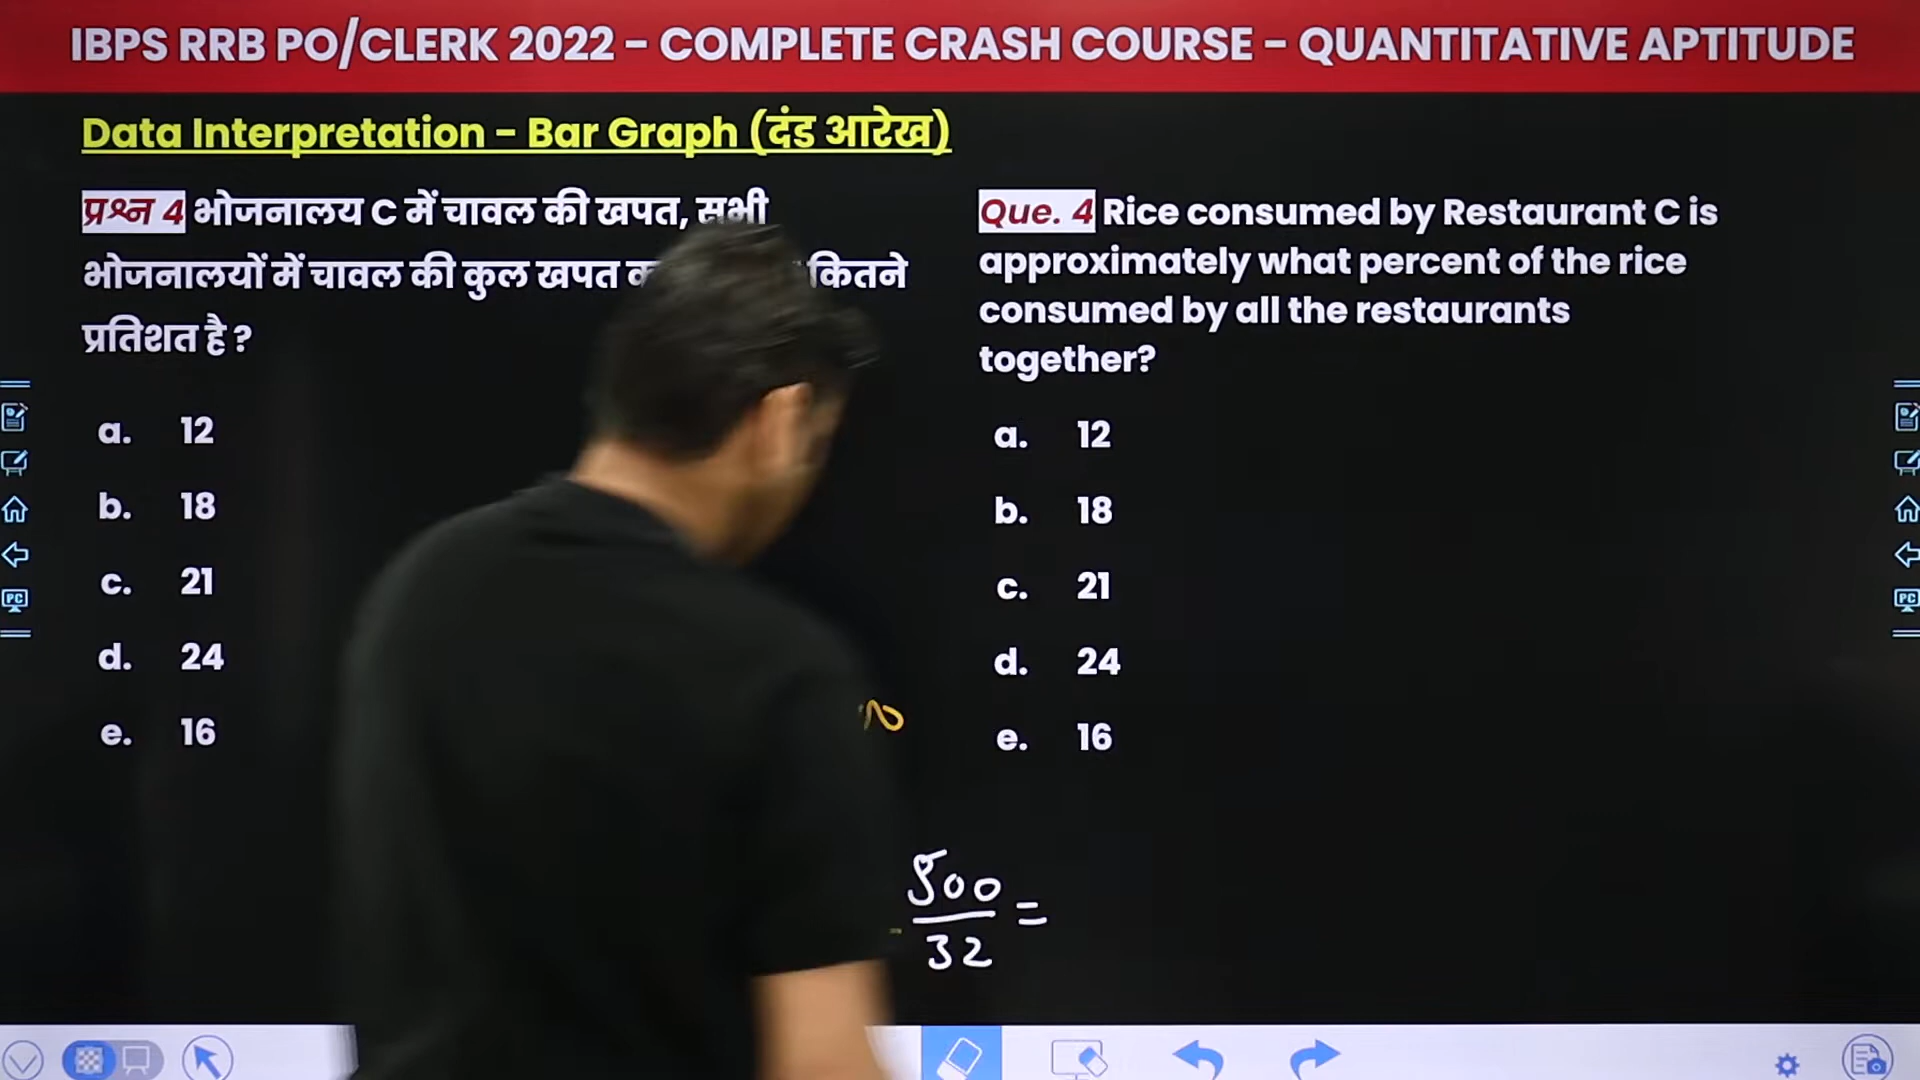 IBPS RRB PO/CLERK 2022 - COMPLETE CRASH COURSE - QUANTITATIVE APTITUDE
Data Interpretation - Bar Graph (दंड आरेख)
प्रश्न 4 भोजनालय C में चावल की खपत, सभी
भोजनालयों में चावल की कुल खपत कितने
प्रतिशत है ?
a. 12
b. 18
c. 21
d. 24
e. 16
Que. 4 Rice consumed by Restaurant C is
approximately what percent of the rice
consumed by all the restaurants
together?
a. 12
b. 18
c. 21
d. 24
e. 16
500
32
=
PC
PC